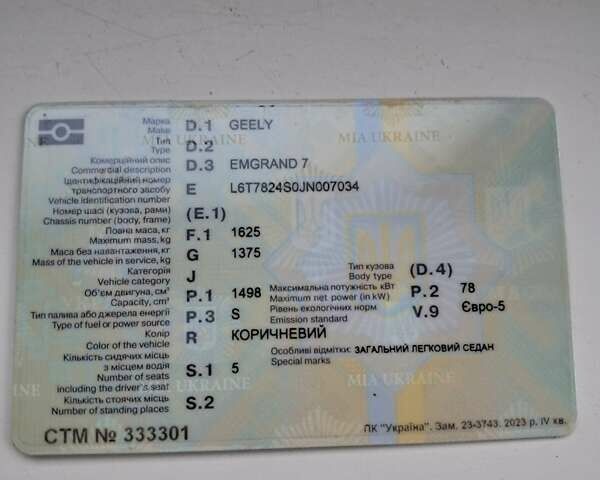 Марка D.1 GEELY
Make
MIA UKRAINE
Тип D.2
Type
Комерційний опис D.3 EMGRAND 7
Commercial description
Ідентифікаційний номер
транспортного засобу E L6T7824S0JN007034
Vehicle identification number
Номер шасі (кузова, рами) (E.1)
Chassis number (body, frame)
Повна маса, кг F.1 1625
Maximum mass, kg
Маса без навантаження, кг G 1375
Mass of the vehicle in service, kg
Категорія J Тип кузова (D.4)
Vehicle category Body type
Об'єм двигуна, см³ P.1 1498 Максимальна потужність кВт P.2 78
Capacity, cm³ Maximum net power (in kW)
Тип палива або джерела енергії P.3 S Рівень екологічних норм V.9 Євро-5
Type of fuel or power source Emission standard
Колір R КОРИЧНЕВИЙ
Color of the vehicle Особливі відмітки: ЗАГАЛЬНИЙ ЛЕГКОВИЙ СЕДАН
Кількість сидячих місць Special marks
з місцем водія S.1 5
Number of seats
including the driver's seat
MIA UKRAINE
Кількість стоячих місць S.2
Number of standing places
СТМ № 333301
ПК "Україна". Зам. 23-3743. 2023 р. IV кв.